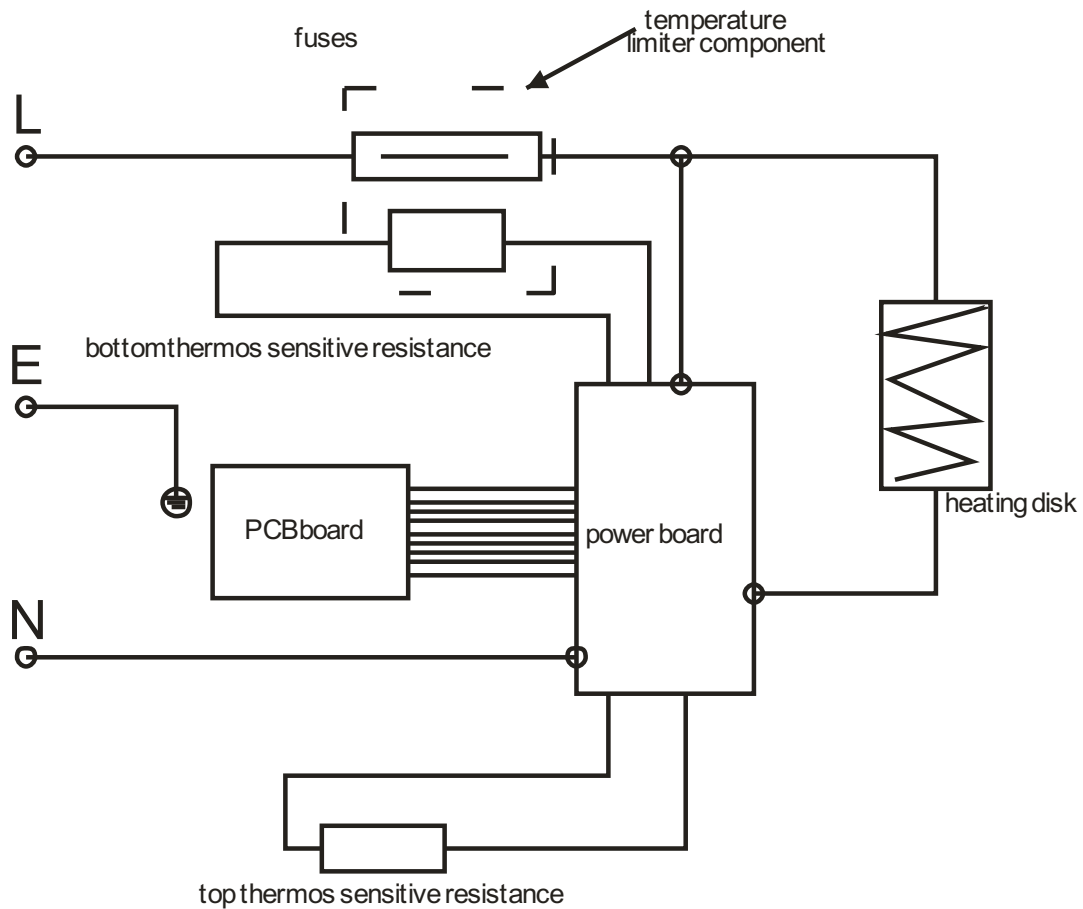 temperature
limiter component
fuses
L
bottomthermos sensitive resistance
E
PCBboard
power board
heating disk
N
top thermos sensitive resistance